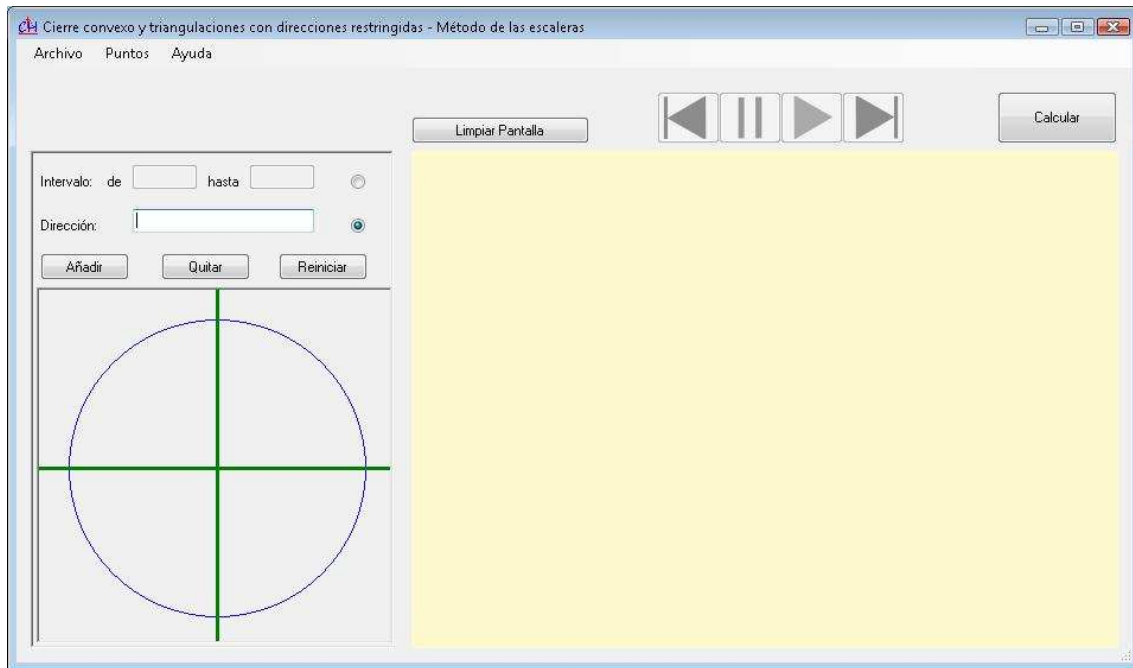 CH Cierre convexo y triangulaciones con direcciones restringidas - Método de las escaleras
Archivo Puntos Ayuda
Limpiar Pantalla Calcular
Intervalo: de hasta
Dirección:
Añadir Quitar Reiniciar